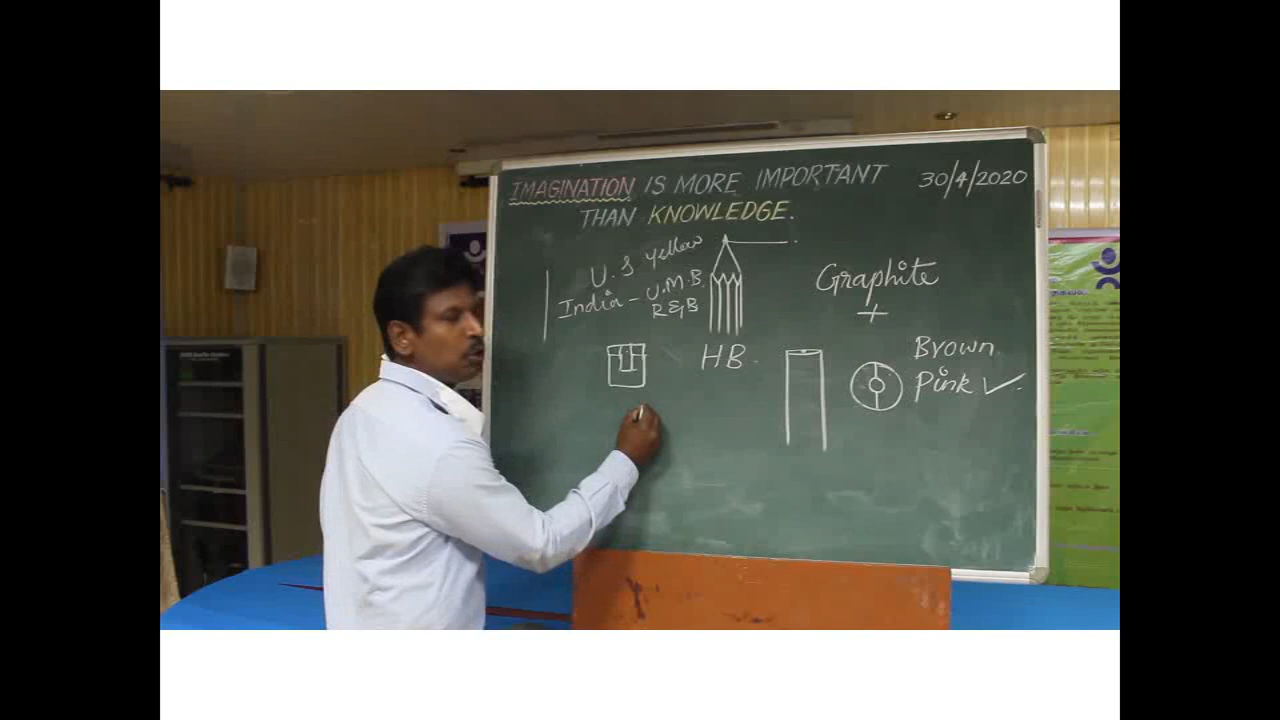 IMAGINATION IS MORE IMPORTANT
THAN KNOWLEDGE.
30/4/2020
U.S yellow
India - U.M.B.
R & B
HB.
Graphite
+
Brown
Pink ✓